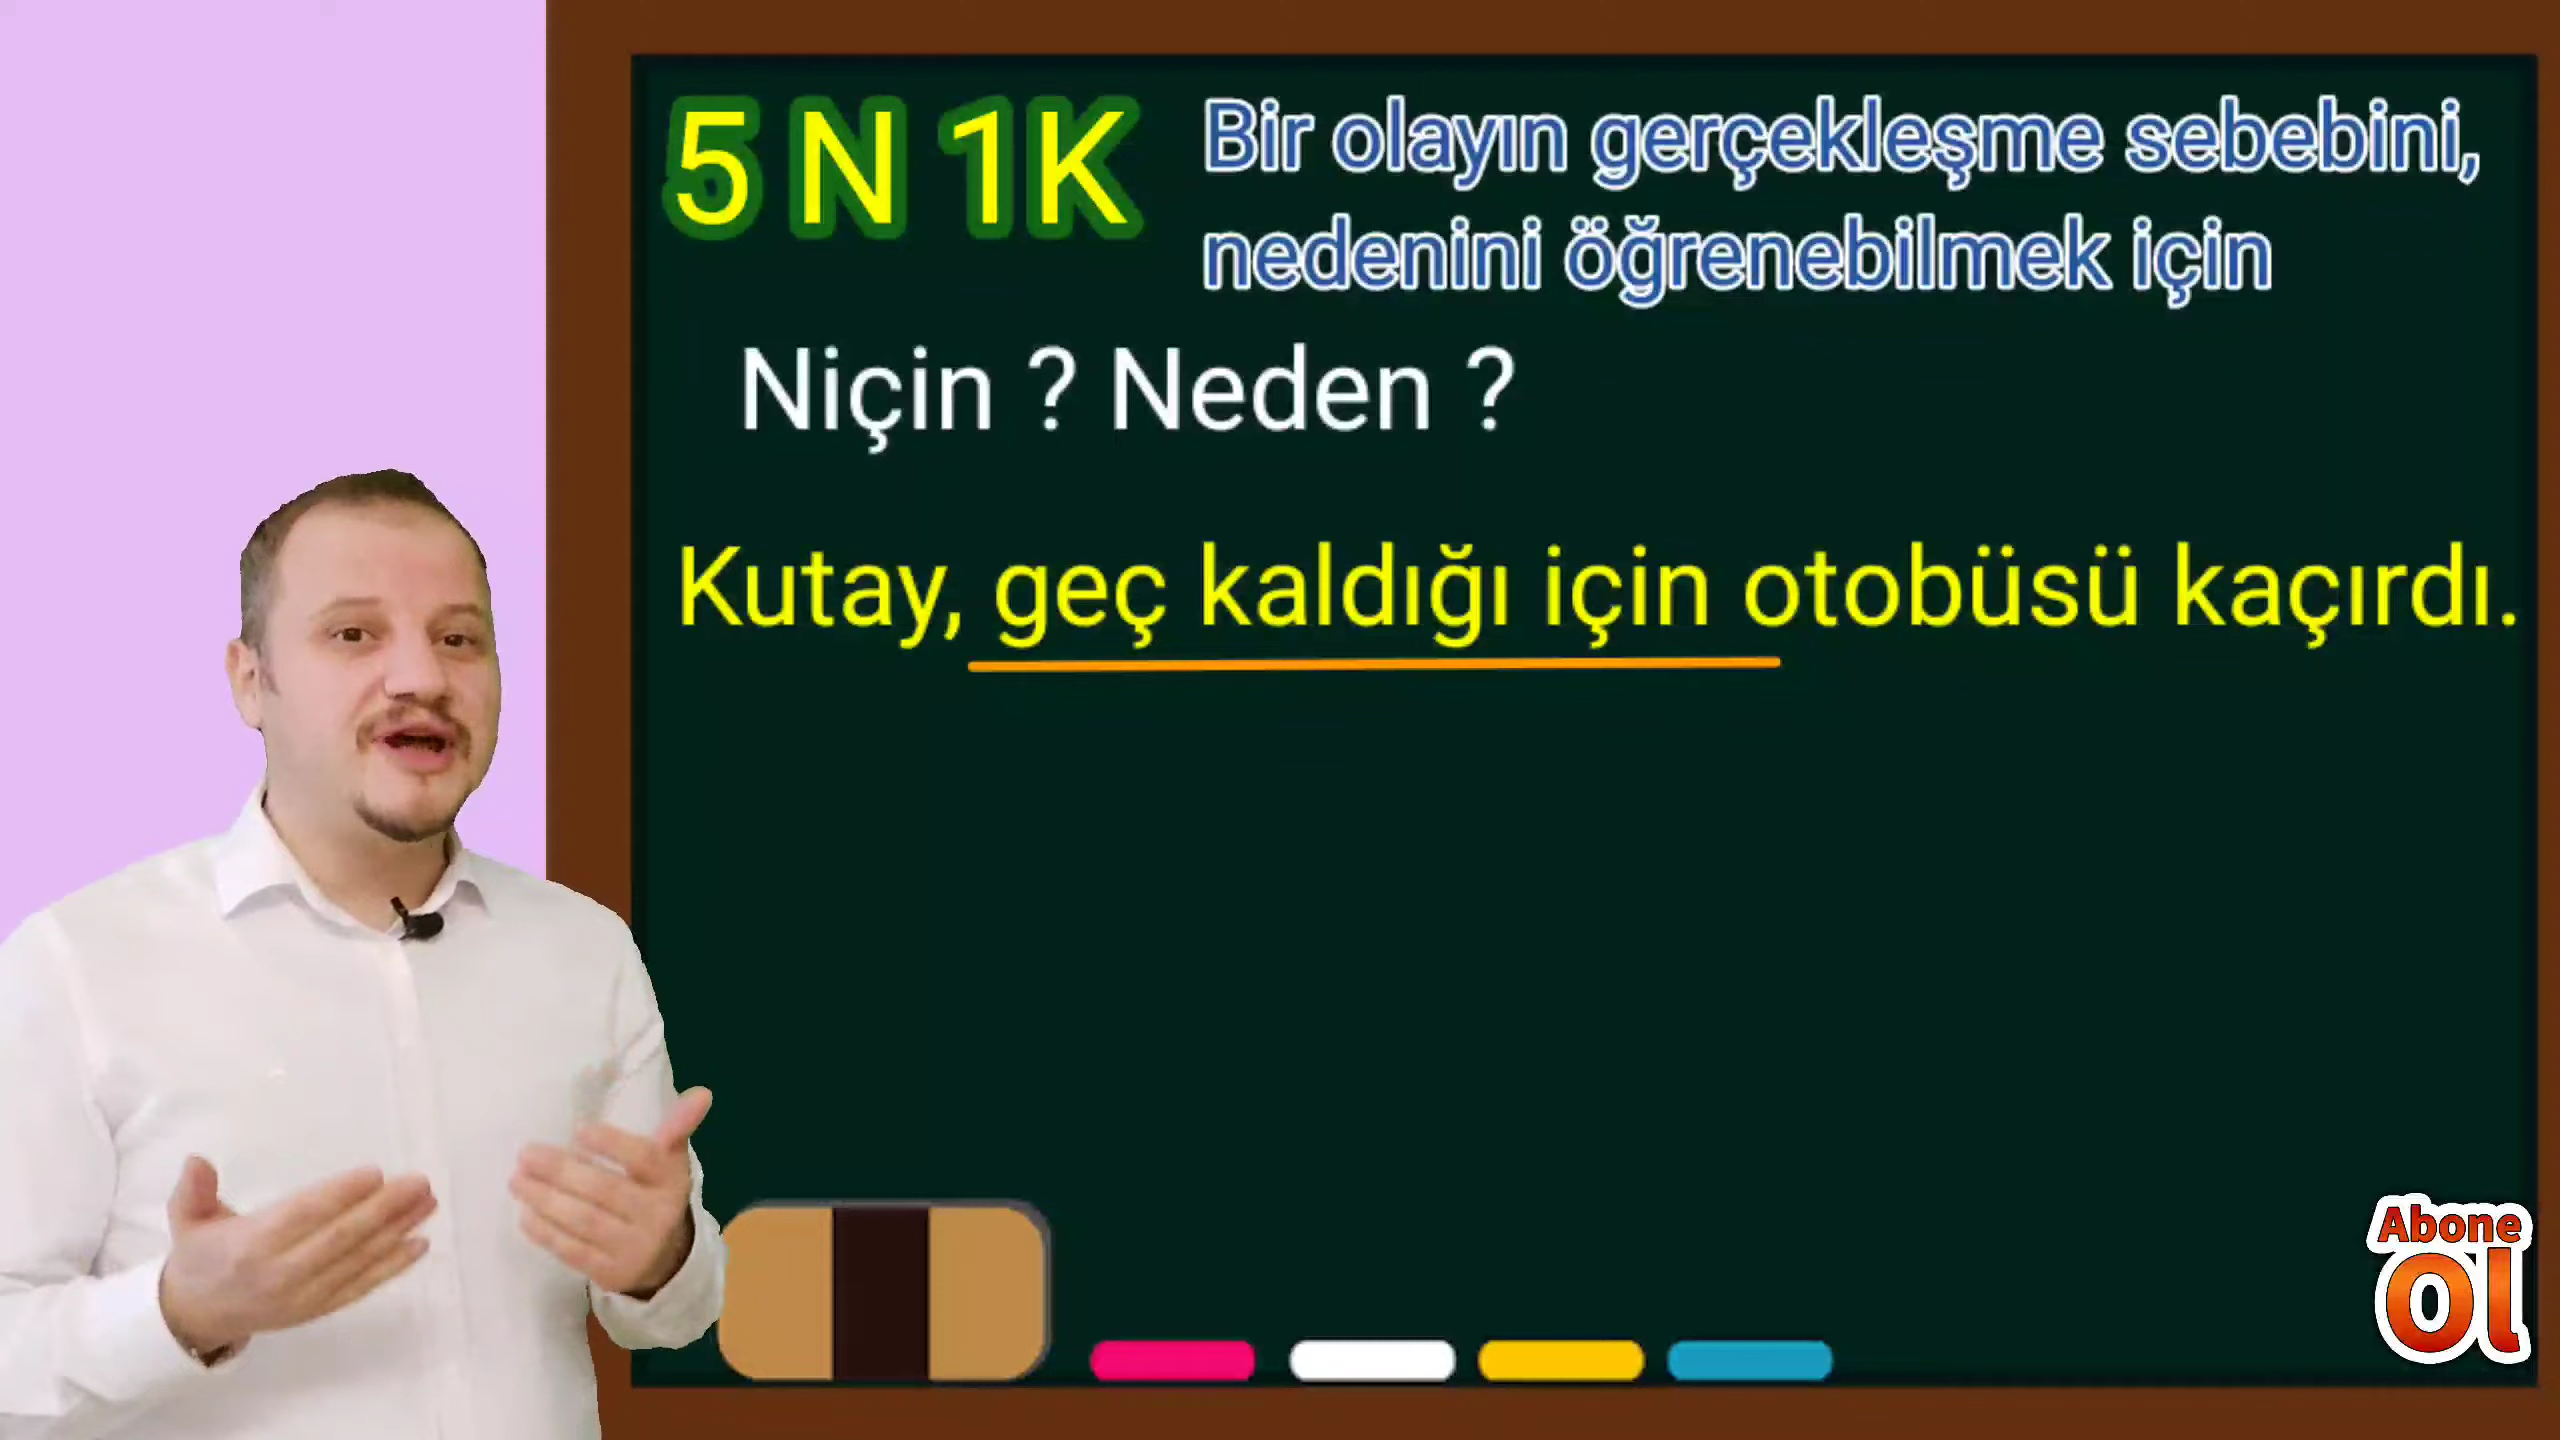 5 N 1K
Bir olayın gerçekleşme sebebini,
nedenini öğrenebilmek için
Niçin ? Neden ?
Kutay, geç kaldığı için otobüsü kaçırdı.
Abone
Ol